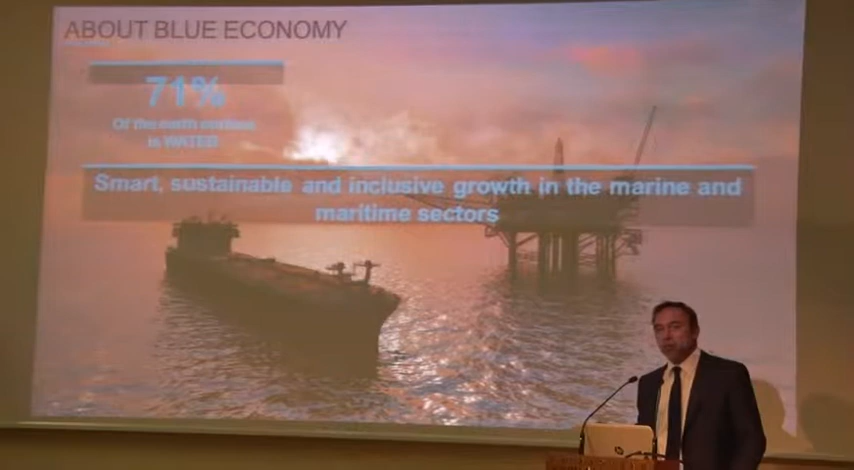 ABOUT BLUE ECONOMY
71%
Of the earth surface
is WATER
Smart, sustainable and inclusive growth in the marine and
maritime sectors